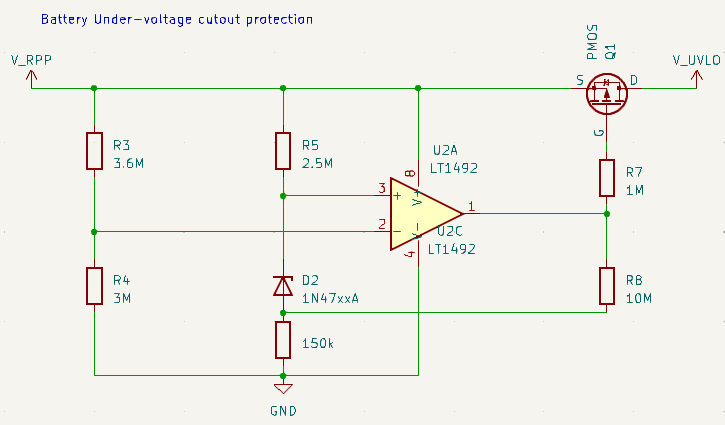 Battery Under-voltage cutout protection
V_RPP
PMOS
Q1
V_UVLO
S
D
G
R3
3.6M
R5
2.5M
U2A
LT1492
8
V+
3
+
2
-
1
V-
4
U2C
LT1492
R7
1M
R4
3M
D2
1N47xxA
R8
10M
150k
GND